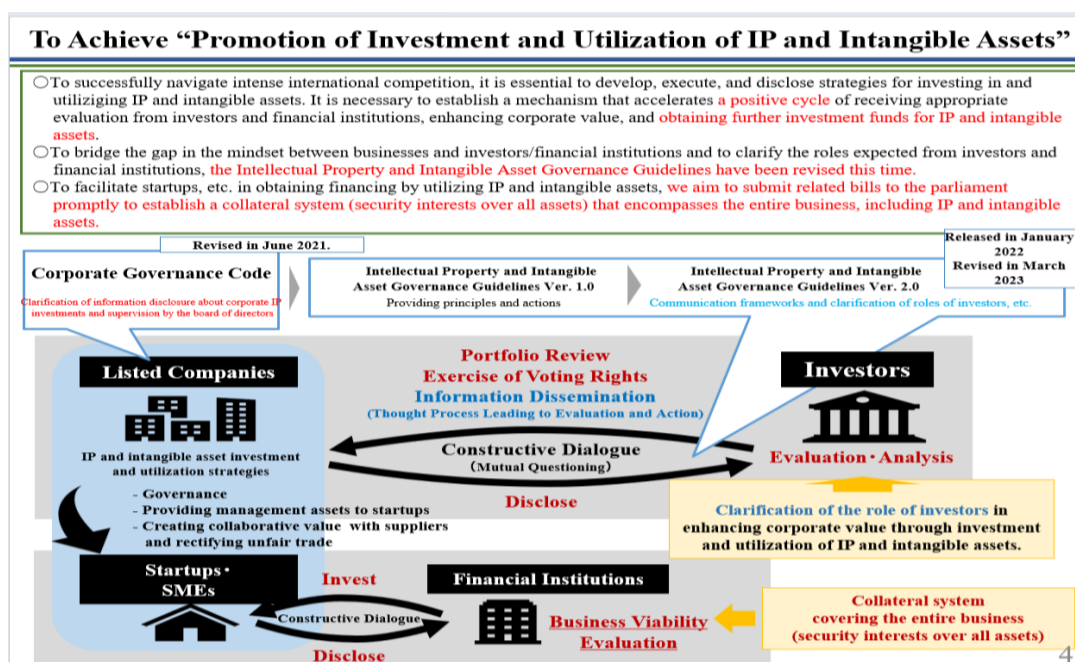 To Achieve “Promotion of Investment and Utilization of IP and Intangible Assets”
○To successfully navigate intense international competition, it is essential to develop, execute, and disclose strategies for investing in and
utiliziging IP and intangible assets. It is necessary to establish a mechanism that accelerates a positive cycle of receiving appropriate
evaluation from investors and financial institutions, enhancing corporate value, and obtaining further investment funds for IP and intangible
assets.
○To bridge the gap in the mindset between businesses and investors/financial institutions and to clarify the roles expected from investors and
financial institutions, the Intellectual Property and Intangible Asset Governance Guidelines have been revised this time.
○To facilitate startups, etc. in obtaining financing by utilizing IP and intangible assets, we aim to submit related bills to the parliament
promptly to establish a collateral system (security interests over all assets) that encompasses the entire business, including IP and intangible
assets.
Revised in June 2021.
Corporate Governance Code
Clarification of information disclosure about corporate IP
investments and supervision by the board of directors
Intellectual Property and Intangible
Asset Governance Guidelines Ver. 1.0
Providing principles and actions
Intellectual Property and Intangible
Asset Governance Guidelines Ver. 2.0
Communication frameworks and clarification of roles of investors, etc.
Released in January
2022
Revised in March
2023
Listed Companies
IP and intangible asset investment
and utilization strategies
- Governance
- Providing management assets to startups
- Creating collaborative value with suppliers
and rectifying unfair trade
Portfolio Review
Exercise of Voting Rights
Information Dissemination
(Thought Process Leading to Evaluation and Action)
Constructive Dialogue
(Mutual Questioning)
Disclose
Investors
Evaluation・Analysis
Clarification of the role of investors in
enhancing corporate value through investment
and utilization of IP and intangible assets.
Startups・
SMEs
Invest
Constructive Dialogue
Disclose
Financial Institutions
Business Viability
Evaluation
Collateral system
covering the entire business
(security interests over all assets)
4